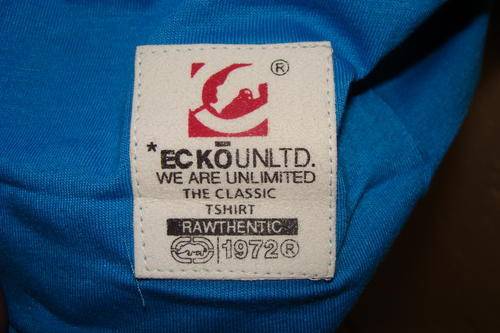 ®
*ECKŌUNLTD.
WE ARE UNLIMITED
THE CLASSIC
TSHIRT
RAWTHENTIC
1972®